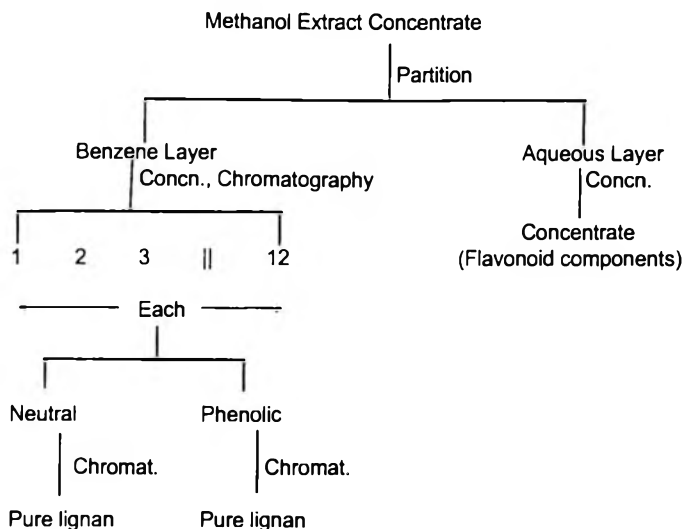 Methanol Extract Concentrate
Partition
Benzene Layer
Concn., Chromatography
Aqueous Layer
Concn.
Concentrate
(Flavonoid components)
1 2 3 || 12
Each
Neutral Phenolic
Chromat. Chromat.
Pure lignan Pure lignan